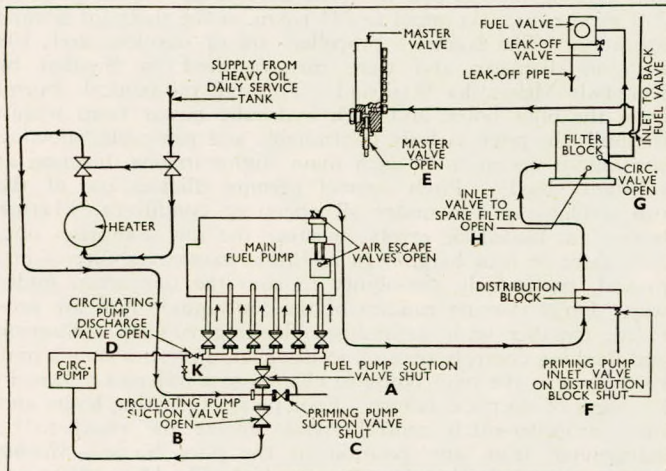 MASTER
VALVE
FUEL VALVE
LEAK-OFF
VALVE
LEAK-OFF PIPE
INLET TO BACK
FUEL VALVE
SUPPLY FROM
HEAVY OIL
DAILY SERVICE
TANK
MASTER
VALVE
OPEN
E
FILTER
BLOCK
CIRC.
VALVE
OPEN
G
INLET
VALVE TO
SPARE FILTER
OPEN
H
HEATER
MAIN
FUEL PUMP
AIR ESCAPE
VALVES OPEN
DISTRIBUTION
BLOCK
CIRCULATING
PUMP
DISCHARGE
VALVE OPEN
D
K
CIRC.
PUMP
FUEL PUMP SUCTION
VALVE SHUT
A
PRIMING PUMP
INLET VALVE
ON DISTRIBUTION
BLOCK SHUT
F
CIRCULATING PUMP
SUCTION VALVE
OPEN
B
PRIMING PUMP
SUCTION VALVE
SHUT
C